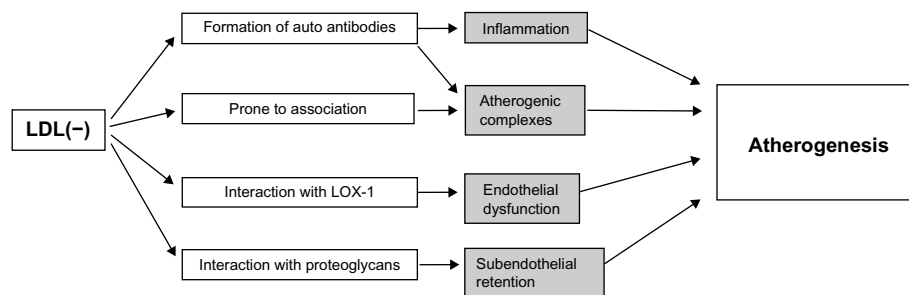 Formation of auto antibodies
Inflammation
LDL(−)
Prone to association
Atherogenic
complexes
Atherogenesis
Interaction with LOX-1
Endothelial
dysfunction
Interaction with proteoglycans
Subendothelial
retention